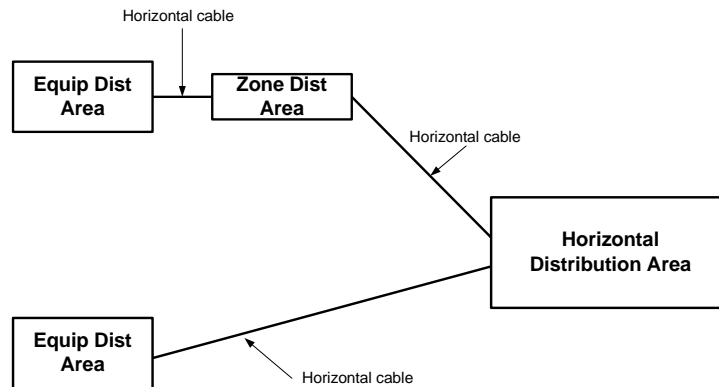 Horizontal cable
Equip Dist
Area
Zone Dist
Area
Horizontal cable
Horizontal
Distribution Area
Equip Dist
Area
Horizontal cable